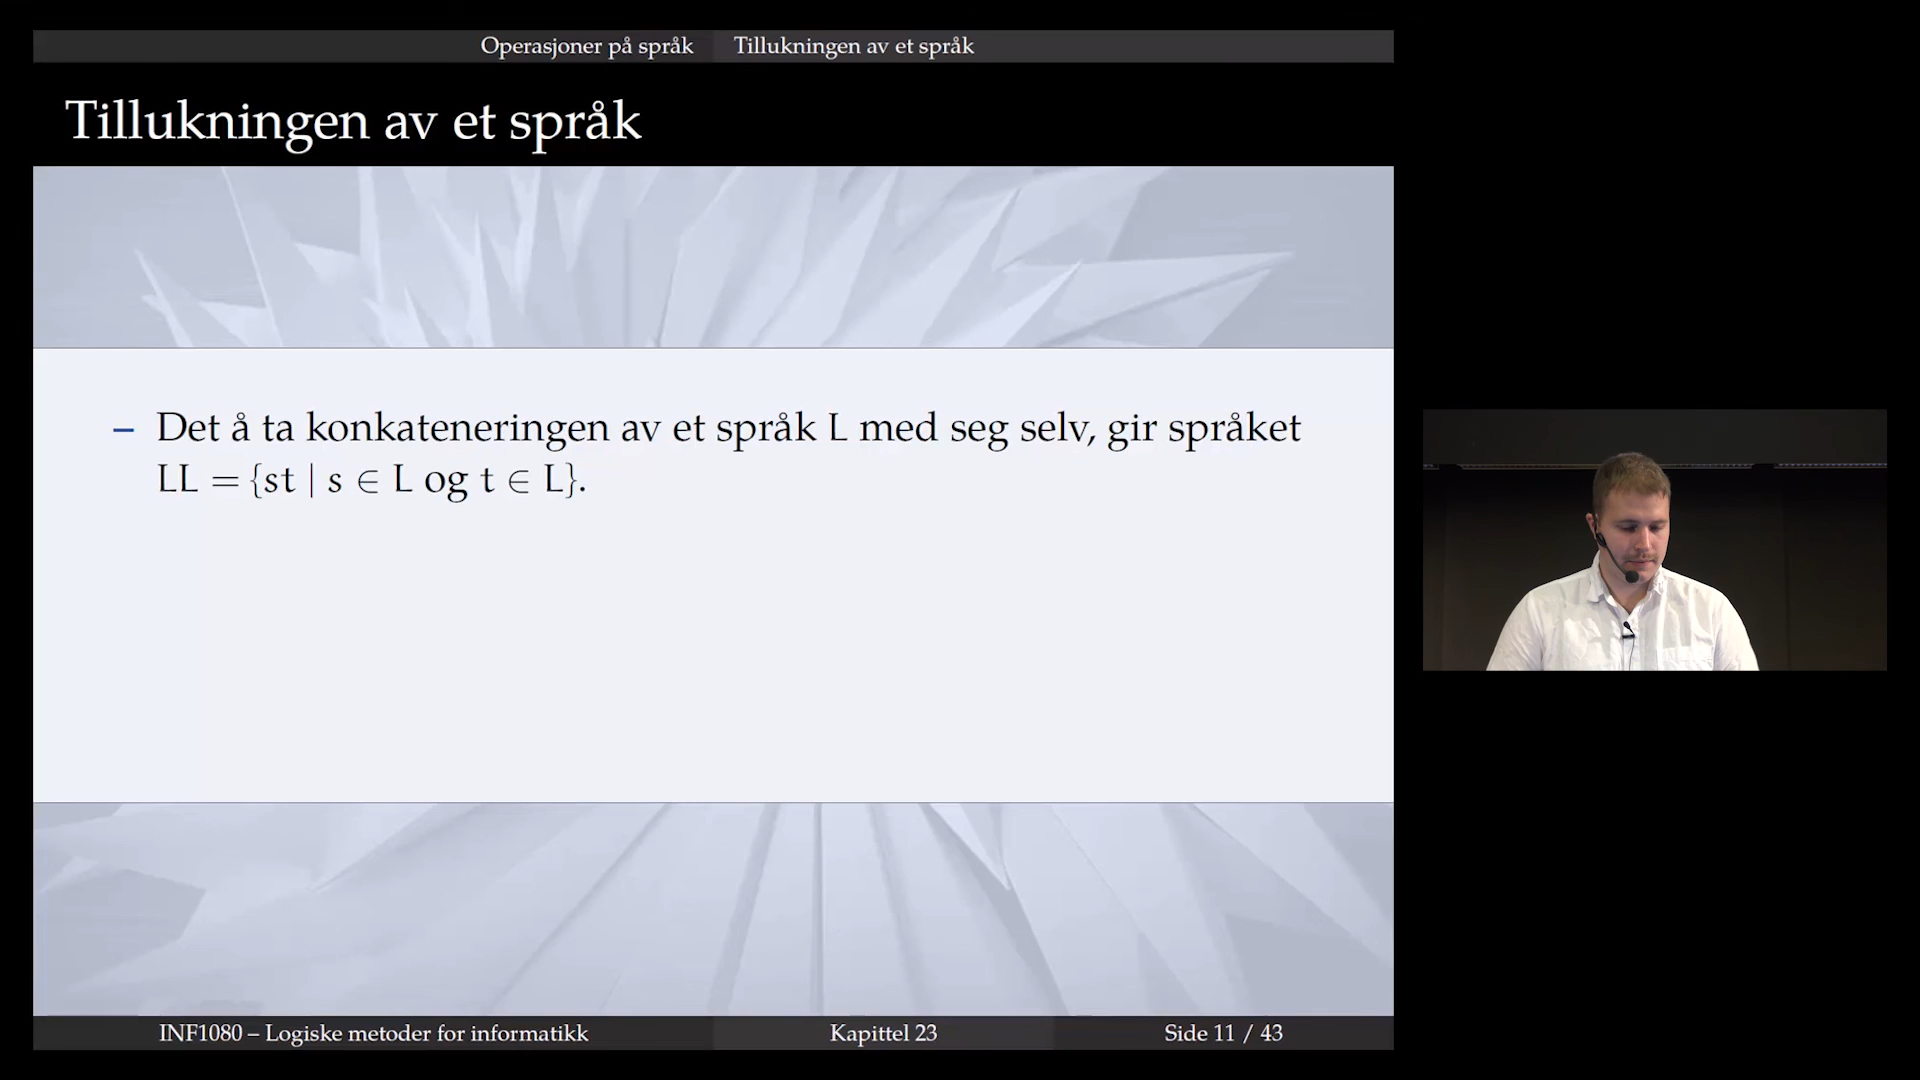 Operasjoner på språk Tillukningen av et språk
Tillukningen av et språk
– Det å ta konkateneringen av et språk L med seg selv, gir språket
LL = {st | s ∈ L og t ∈ L}.
INF1080 – Logiske metoder for informatikk Kapittel 23 Side 11 / 43